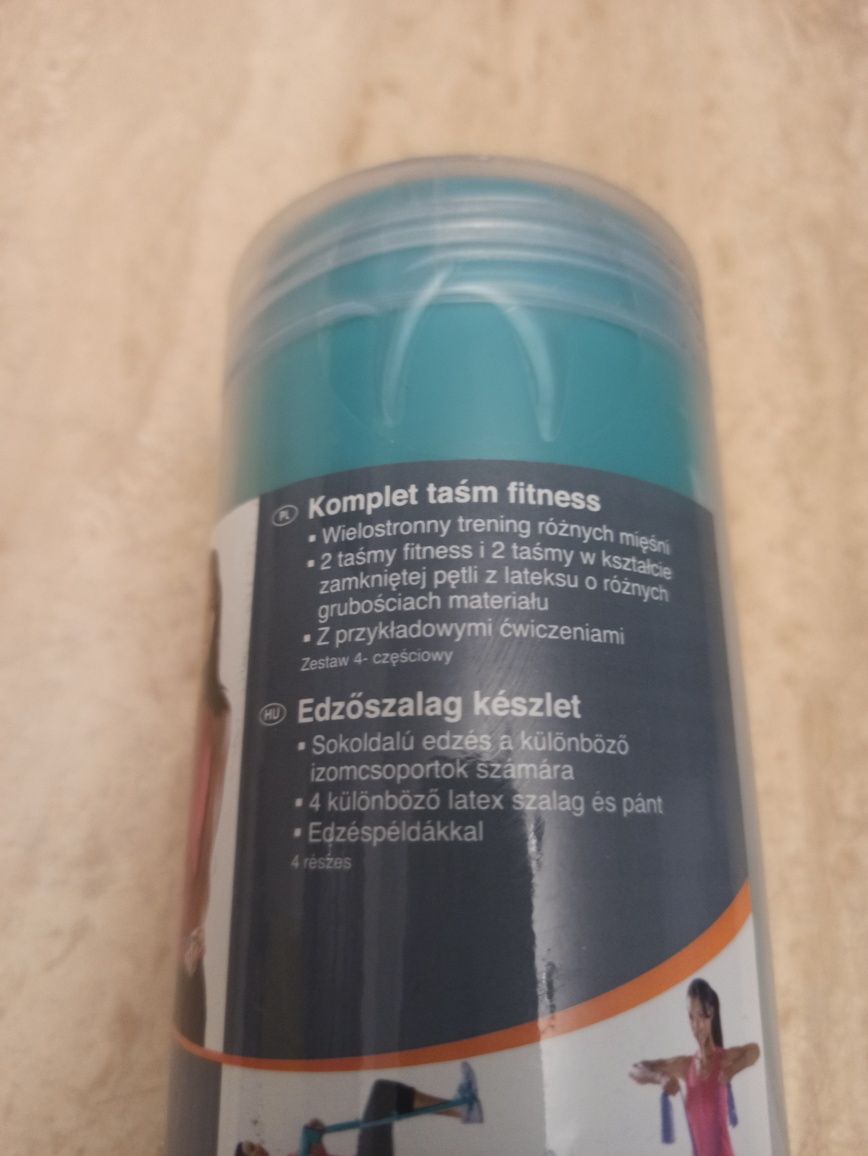 PL Komplet taśm fitness
▪ Wielostronny trening różnych mięśni
▪ 2 taśmy fitness i 2 taśmy w kształcie
zamkniętej pętli z lateksu o różnych
grubościach materiału
▪ Z przykładowymi ćwiczeniami
Zestaw 4- częściowy
HU Edzőszalag készlet
▪ Sokoldalú edzés a különböző
izomcsoportok számára
▪ 4 különböző latex szalag és pánt
▪ Edzéspéldákkal
4 részes